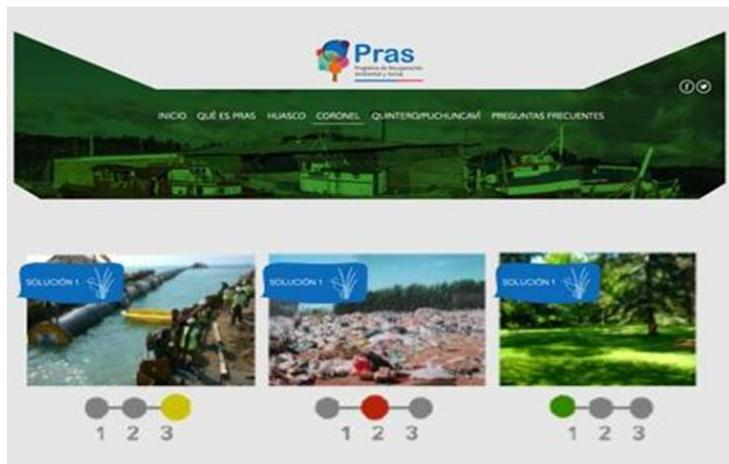 Pras
Programa de Recuperación
Ambiental y Social
INICIO QUÉ ES PRAS HUASCO CORONEL QUINTERO/PUCHUNCAVÍ PREGUNTAS FRECUENTES
SOLUCIÓN 1
SOLUCIÓN 1
SOLUCIÓN 1
1 2 3
1 2 3
1 2 3